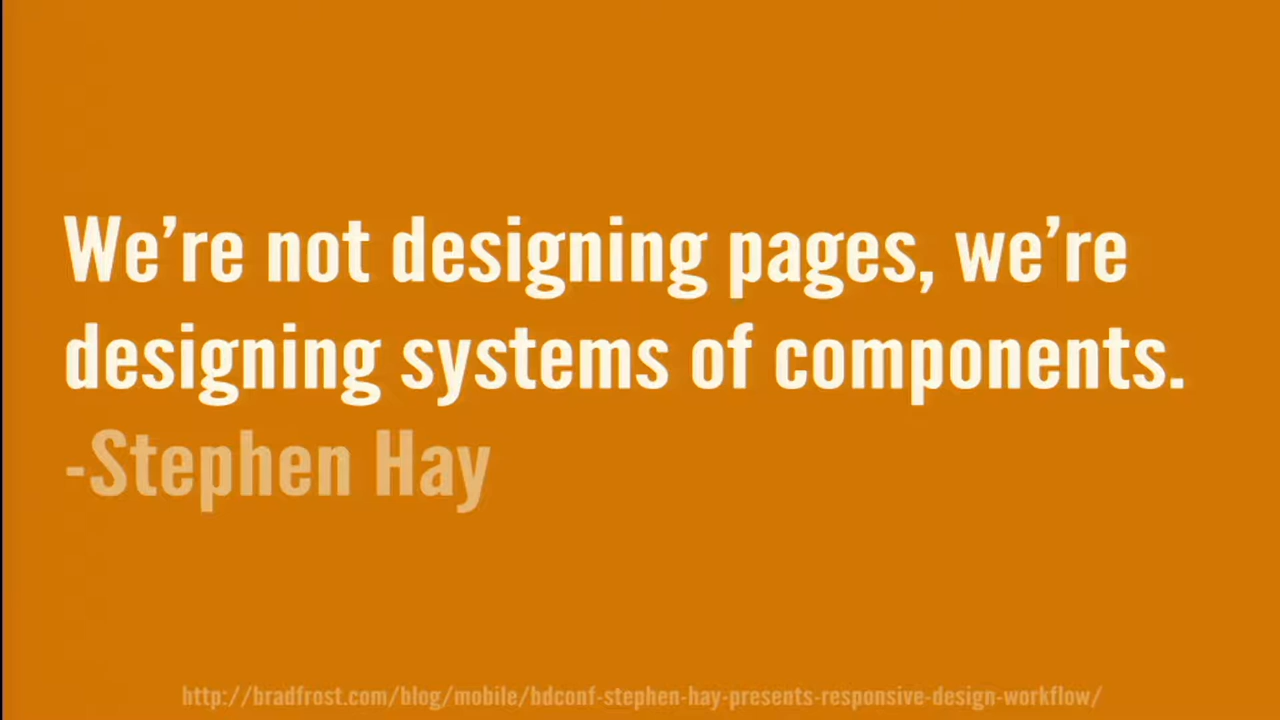 We’re not designing pages, we’re
designing systems of components.
-Stephen Hay
http://bradfrost.com/blog/mobile/bdconf-stephen-hay-presents-responsive-design-workflow/